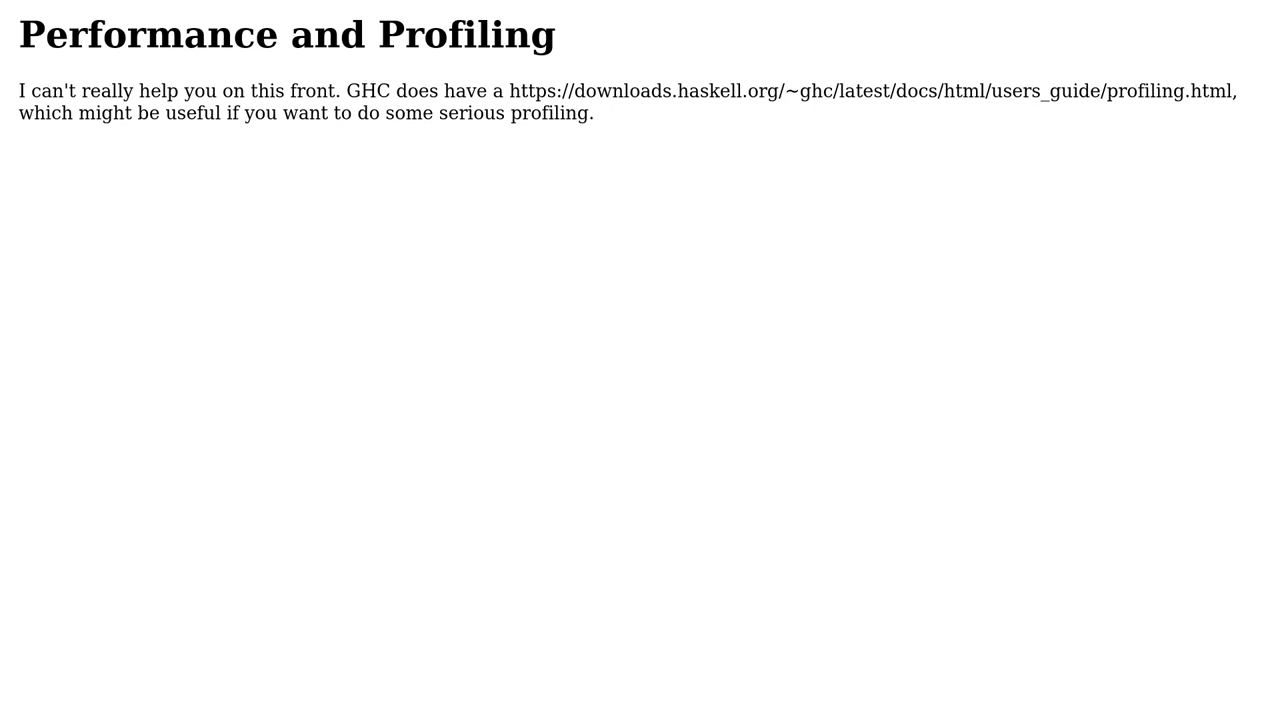 Performance and Profiling
I can't really help you on this front. GHC does have a https://downloads.haskell.org/~ghc/latest/docs/html/users_guide/profiling.html,
which might be useful if you want to do some serious profiling.